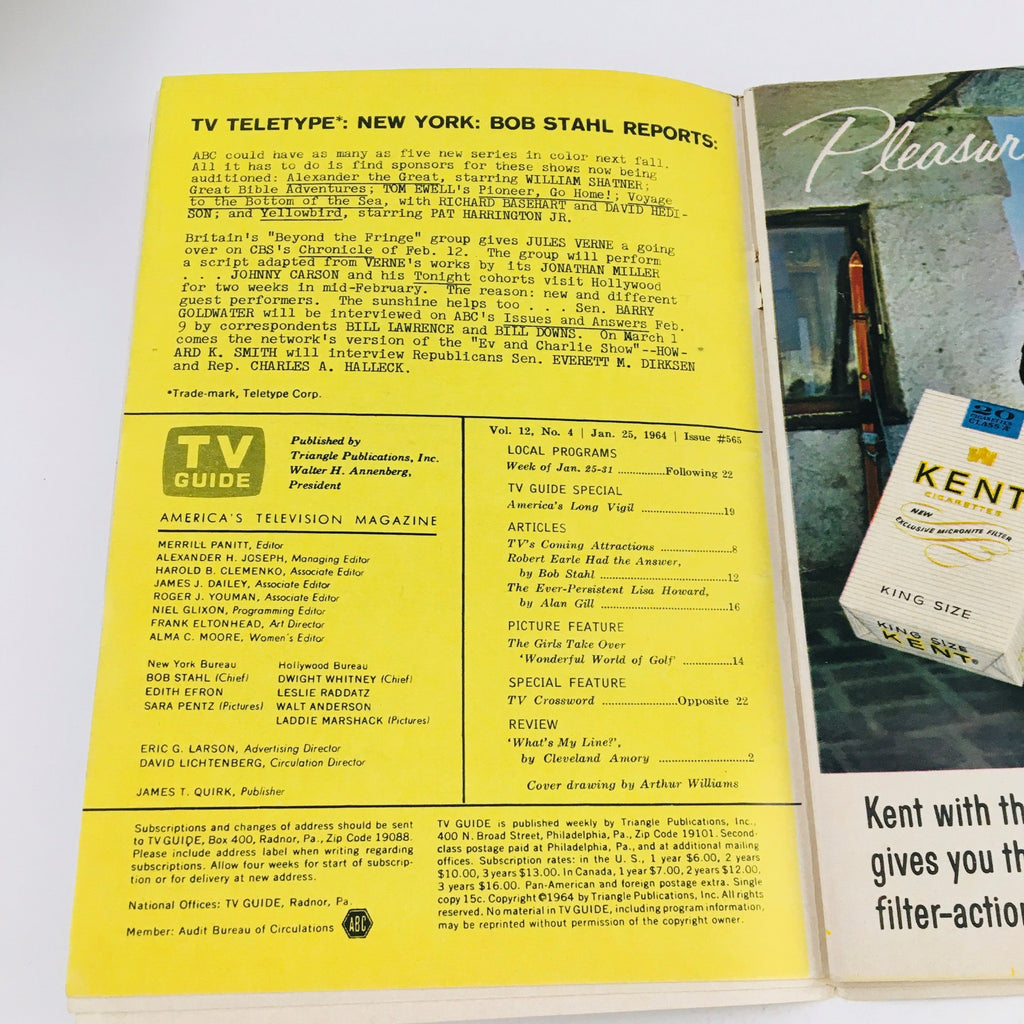 TV TELETYPE*: NEW YORK: BOB STAHL REPORTS:
ABC could have as many as five new series in color next fall.
All it has to do is find sponsors for these shows now being
auditioned: Alexander the Great, starring WILLIAM SHATNER;
Great Bible Adventures; TOM EWELL's Pioneer, Go Home!; Voyage
to the Bottom of the Sea, with RICHARD BASEHART and DAVID HEDI-
SON; and Yellowbird, starring PAT HARRINGTON JR.
Britain's "Beyond the Fringe" group gives JULES VERNE a going
over on CBS's Chronicle of Feb. 12. The group will perform
a script adapted from VERNE's works by its JONATHAN MILLER
. . . JOHNNY CARSON and his Tonight cohorts visit Hollywood
for two weeks in mid-February. The reason: new and different
guest performers. The sunshine helps too . . . Sen. BARRY
GOLDWATER will be interviewed on ABC's Issues and Answers Feb.
9 by correspondents BILL LAWRENCE and BILL DOWNS. On March 1
comes the network's version of the "Ev and Charlie Show"--HOW-
ARD K. SMITH will interview Republicans Sen. EVERETT M. DIRKSEN
and Rep. CHARLES A. HALLECK.
*Trade-mark, Teletype Corp.
TV
GUIDE
Published by
Triangle Publications, Inc.
Walter H. Annenberg,
President
AMERICA'S TELEVISION MAGAZINE
MERRILL PANITT, Editor
ALEXANDER H. JOSEPH, Managing Editor
HAROLD B. CLEMENKO, Associate Editor
JAMES J. DAILEY, Associate Editor
ROGER J. YOUMAN, Associate Editor
NIEL GLIXON, Programming Editor
FRANK ELTONHEAD, Art Director
ALMA C. MOORE, Women's Editor
New York Bureau
BOB STAHL (Chief)
EDITH EFRON
SARA PENTZ (Pictures)
Hollywood Bureau
DWIGHT WHITNEY (Chief)
LESLIE RADDATZ
WALT ANDERSON
LADDIE MARSHACK (Pictures)
ERIC G. LARSON, Advertising Director
DAVID LICHTENBERG, Circulation Director
JAMES T. QUIRK, Publisher
Vol. 12, No. 4 | Jan. 25, 1964 | Issue #565
LOCAL PROGRAMS
Week of Jan. 25-31 ..............Following 22
TV GUIDE SPECIAL
America's Long Vigil .......................19
ARTICLES
TV's Coming Attractions .....................8
Robert Earle Had the Answer,
by Bob Stahl .....................................12
The Ever-Persistent Lisa Howard,
by Alan Gill .....................................16
PICTURE FEATURE
The Girls Take Over
'Wonderful World of Golf' ..............14
SPECIAL FEATURE
TV Crossword ......................Opposite 22
REVIEW
'What's My Line?',
by Cleveland Amory .........................2
Cover drawing by Arthur Williams
Subscriptions and changes of address should be sent
to TV GUIDE, Box 400, Radnor, Pa., Zip Code 19088.
Please include address label when writing regarding
subscriptions. Allow four weeks for start of subscrip-
tion or for delivery at new address.
National Offices: TV GUIDE, Radnor, Pa.
Member: Audit Bureau of Circulations
ABC
TV GUIDE is published weekly by Triangle Publications, Inc.,
400 N. Broad Street, Philadelphia, Pa., Zip Code 19101. Second-
class postage paid at Philadelphia, Pa., and at additional mailing
offices. Subscription rates: in the U. S., 1 year $6.00, 2 years
$10.00, 3 years $13.00. In Canada, 1 year $7.00, 2 years $12.00,
3 years $16.00. Pan-American and foreign postage extra. Single
copy 15c. Copyright ©1964 by Triangle Publications, Inc. All rights
reserved. No material in TV GUIDE, including program information,
may be reprinted without permission of the copyright owner.
Pleasur
20
CIGARETTES
CLASS A
KENT
CIGARETTES
NEW
EXCLUSIVE MICRONITE FILTER
KING SIZE
KING SIZE
KENT
Kent with th
gives you th
filter-action